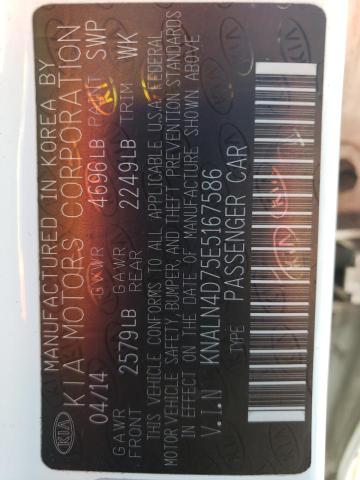 MANUFACTURED IN KOREA BY
KIA MOTORS CORPORATION
04/14 GVWR 4696LB PAINT SWP
GAWR FRONT 2579LB GAWR REAR 2249LB TRIM WK
THIS VEHICLE CONFORMS TO ALL APPLICABLE U.S.A. FEDERAL
MOTOR VEHICLE SAFETY, BUMPER, AND THEFT PREVENTION STANDARDS
IN EFFECT ON THE DATE OF MANUFACTURE SHOWN ABOVE
V.I.N KNALN4D75E5167586
TYPE PASSENGER CAR
KIA